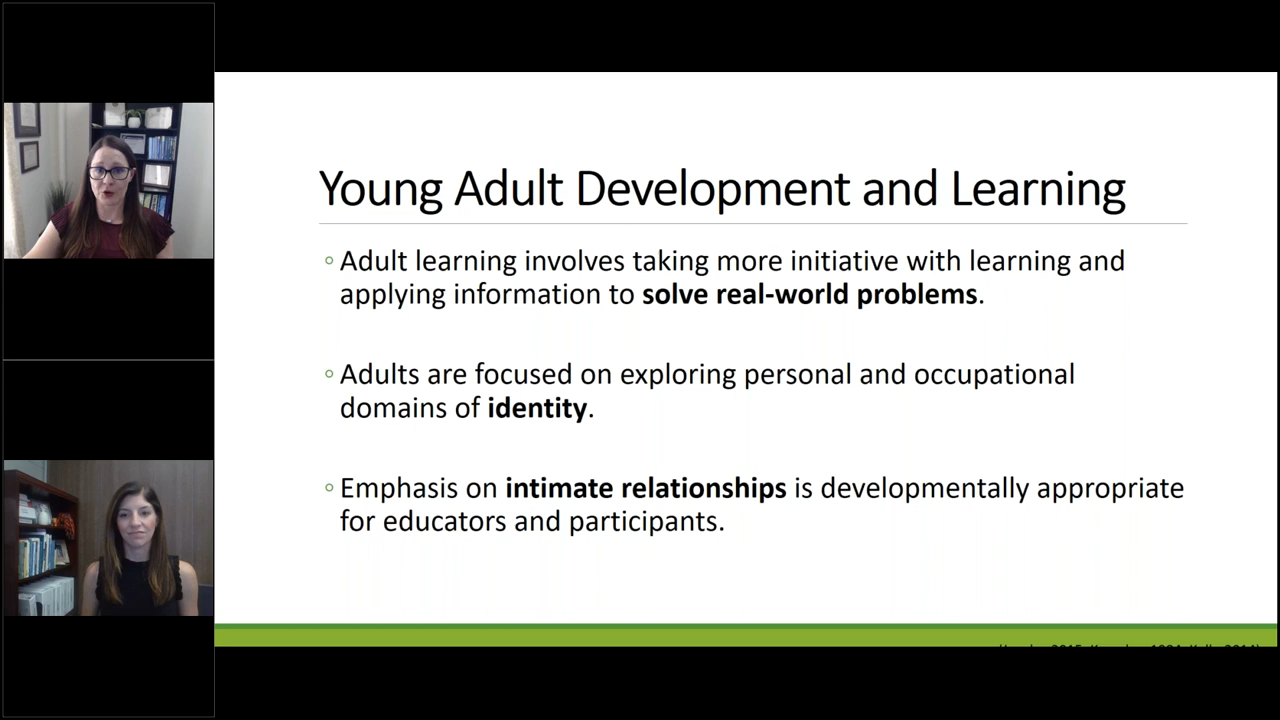 Young Adult Development and Learning
◦ Adult learning involves taking more initiative with learning and
applying information to solve real-world problems.
◦ Adults are focused on exploring personal and occupational
domains of identity.
◦ Emphasis on intimate relationships is developmentally appropriate
for educators and participants.